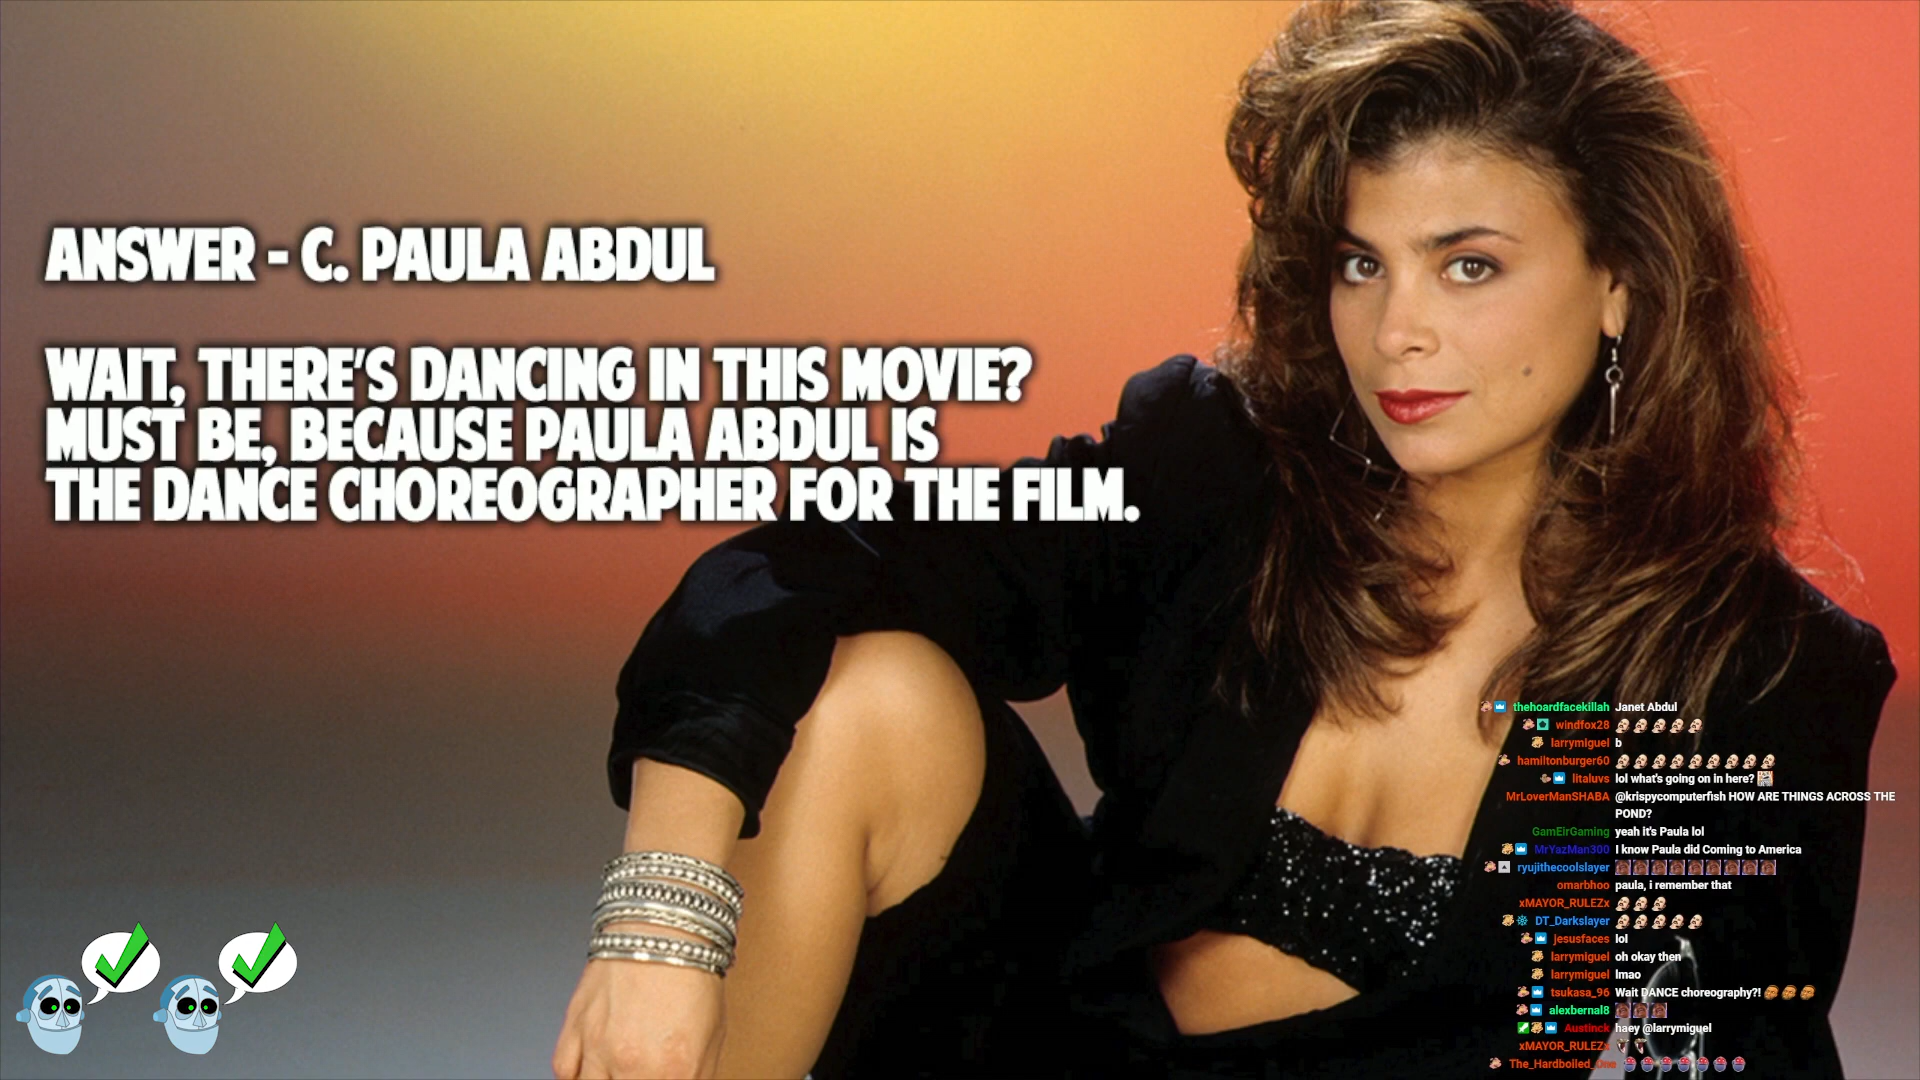 ANSWER - C. PAULA ABDUL
WAIT, THERE'S DANCING IN THIS MOVIE?
MUST BE, BECAUSE PAULA ABDUL IS
THE DANCE CHOREOGRAPHER FOR THE FILM.
thehoardfacekillah Janet Abdul
windfox28
larrymiguel b
hamiltonburger60
litaluvs lol what's going on in here?
MrLoverManSHABA @krispycomputerfish HOW ARE THINGS ACROSS THE
POND?
GamEirGaming yeah it's Paula lol
MrYazMan300 I know Paula did Coming to America
ryujithecoolslayer
omarbhoo paula, i remember that
xMAYOR_RULEZx
DT_Darkslayer
jesusfaces lol
larrymiguel oh okay then
larrymiguel lmao
tsukasa_96 Wait DANCE choreography?!
alexbernal8
Austinck haey @larrymiguel
xMAYOR_RULEZx
The_Hardboiled_One